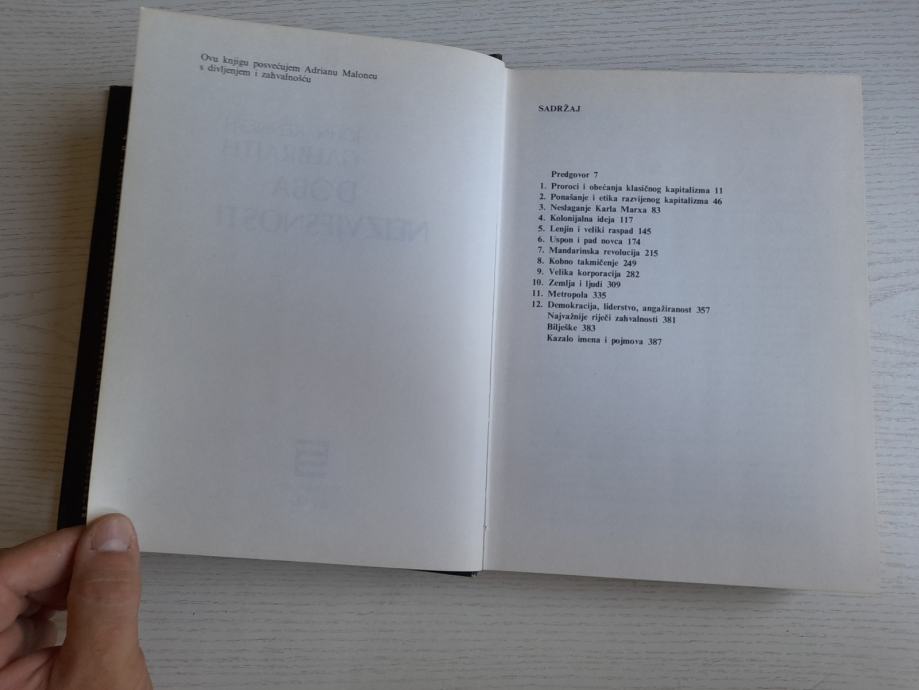 Ovu knjigu posvećujem Adrianu Maloneu
s divljenjem i zahvalnošću
SADRŽAJ
Predgovor 7
1. Proroci i obećanja klasičnog kapitalizma 11
2. Ponašanje i etika razvijenog kapitalizma 46
3. Neslaganje Karla Marxa 83
4. Kolonijalna ideja 117
5. Lenjin i veliki raspad 145
6. Uspon i pad novca 174
7. Mandarinska revolucija 215
8. Kobno takmičenje 249
9. Velika korporacija 282
10. Zemlja i ljudi 309
11. Metropola 335
12. Demokracija, liderstvo, angažiranost 357
Najvažnije riječi zahvalnosti 381
Bilješke 383
Kazalo imena i pojmova 387